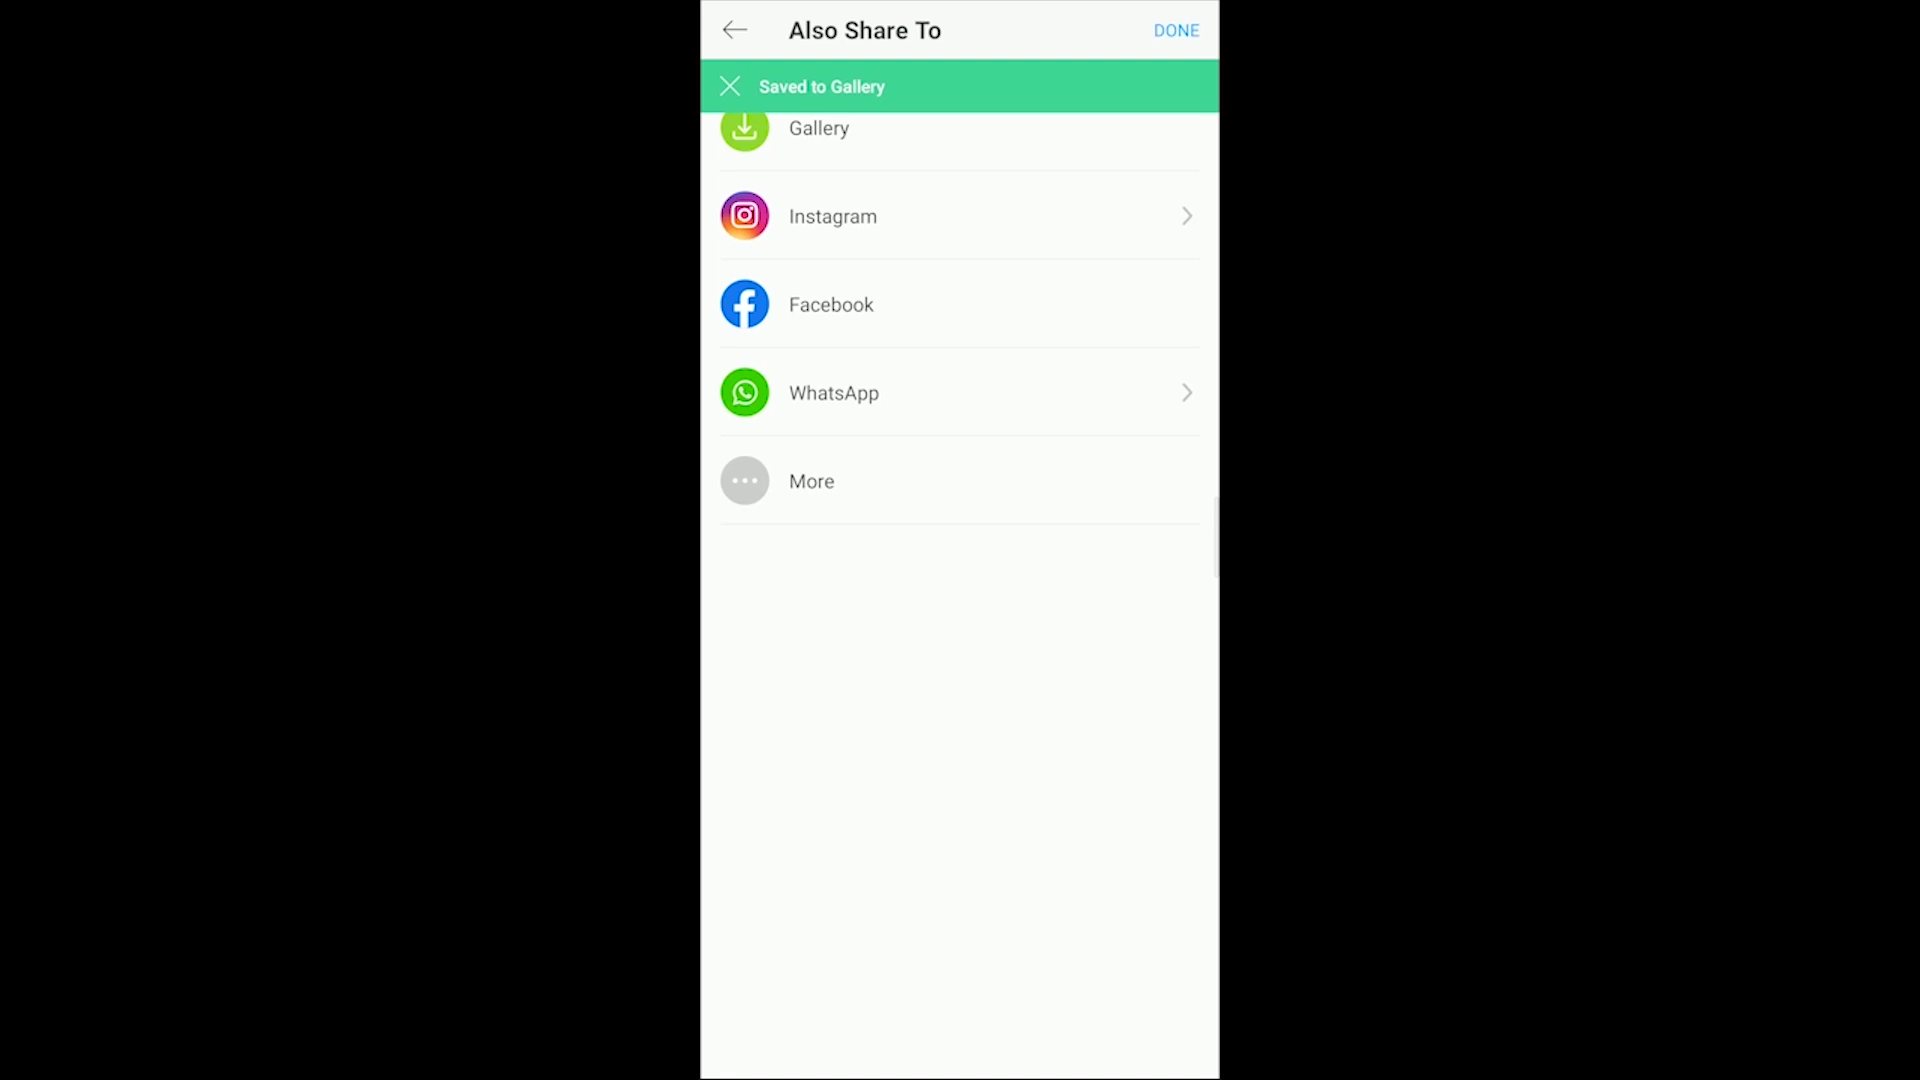 Also Share To
DONE
Saved to Gallery
Gallery
Instagram
Facebook
WhatsApp
More